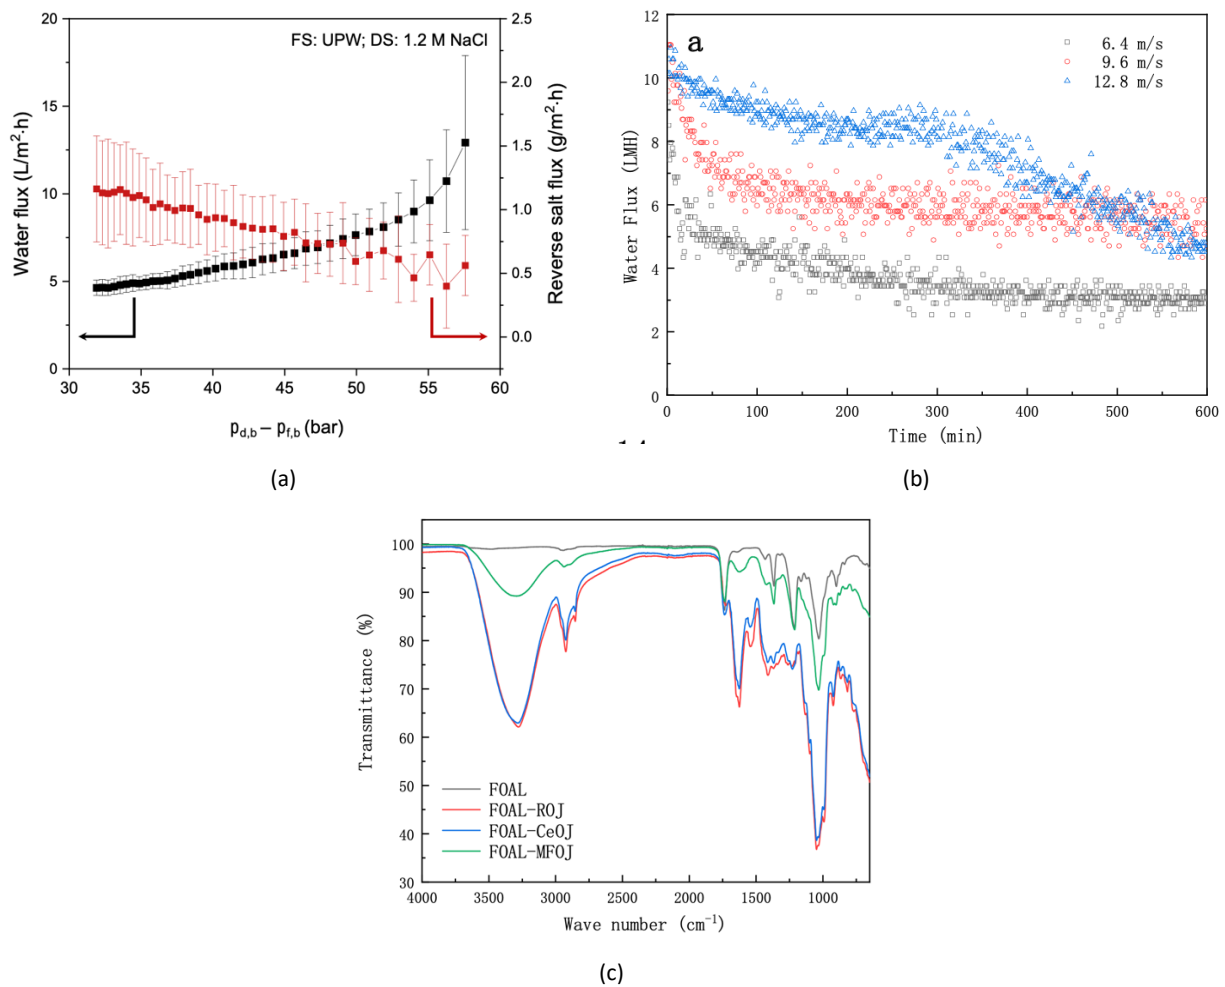 FS: UPW; DS: 1.2 M NaCl
Water flux (L/m²·h)
20
15
10
5
0
Reverse salt flux (g/m²·h)
2.5
2.0
1.5
1.0
0.5
0.0
30 35 40 45 50 55 60
p_d,b – p_f,b (bar)
(a)
a
6.4 m/s
9.6 m/s
12.8 m/s
Water Flux (LMH)
12
10
8
6
4
2
0
0 100 200 300 400 500 600
Time (min)
(b)
Transmittance (%)
100
90
80
70
60
50
40
30
FOAL
FOAL-ROJ
FOAL-CeOJ
FOAL-MFOJ
4000 3500 3000 2500 2000 1500 1000
Wave number (cm⁻¹)
(c)